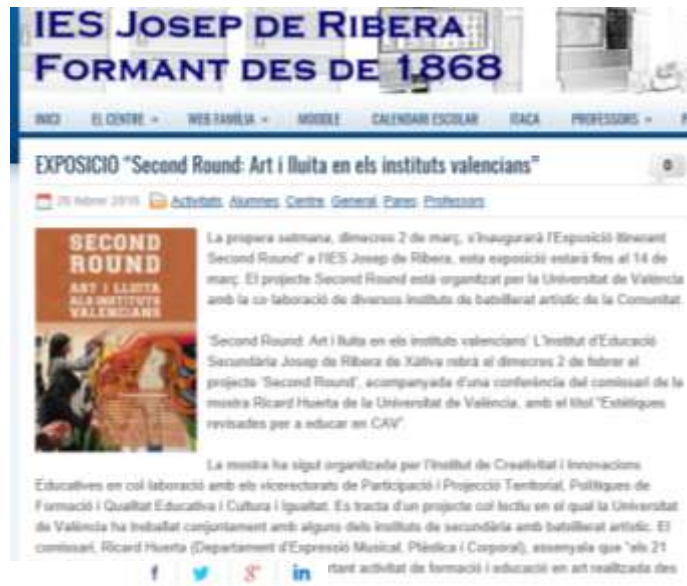 IES JOSEP DE RIBERA
FORMANT DES DE 1868
INICI EL CENTRE WEB FAMÍLIA MOODLE CALENDARI ESCOLAR ITACA PROFESSORS
EXPOSICIO "Second Round: Art i lluita en els instituts valencians"
0
febrer Activitats, Alumnes, Centre, General, Pares, Professors
SECOND
ROUND
ART I LLUITA
ALS INSTITUTS
VALENCIANS
La propera setmana, dimecres 2 de març, s'inaugurarà l'Exposició Itinerant
Second Round" a l'IES Josep de Ribera, esta exposició estarà fins al 14 de
març. El projecte Second Round està organitzat per la Universitat de València
amb la co-laboració de diversos instituts de batxillerat artístic de la Comunitat.
'Second Round: Art i lluita en els instituts valencians' L'Institut d'Educació
Secundària Josep de Ribera de Xàtiva rebrà el dimecres 2 de febrer el
projecte 'Second Round', acompanyada d'una conferència del comissari de la
mostra Ricard Huerta de la Universitat de València, amb el títol "Estètiques
revisades per a educar en CAV".
La mostra ha sigut organitzada per l'Institut de Creativitat i Innovacions
Educatives en col·laboració amb els vicerectorats de Participació i Projecció Territorial, Polítiques de
Formació i Qualitat Educativa i Cultura i Igualtat. Es tracta d'un projecte col·lectiu en el qual la Universitat
de València ha treballat conjuntament amb alguns dels instituts de secundària amb batxillerat artístic. El
comissari, Ricard Huerta (Departament d'Expressió Musical, Plàstica i Corporal), assenyala que "els 21
rtant activitat de formació i educació en art realitzada des